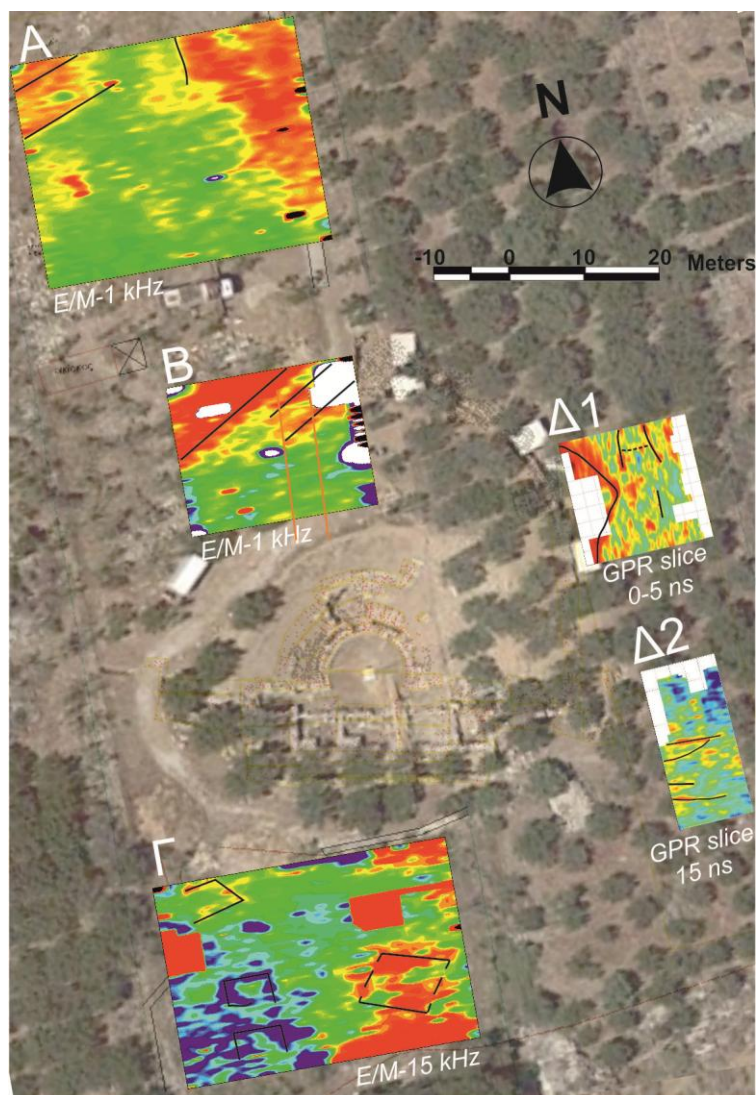 A
N
-10 0 10 20 Meters
E/M-1 kHz
B
Δ1
E/M-1 kHz
GPR slice
0-5 ns
Δ2
GPR slice
15 ns
Γ
E/M-15 kHz